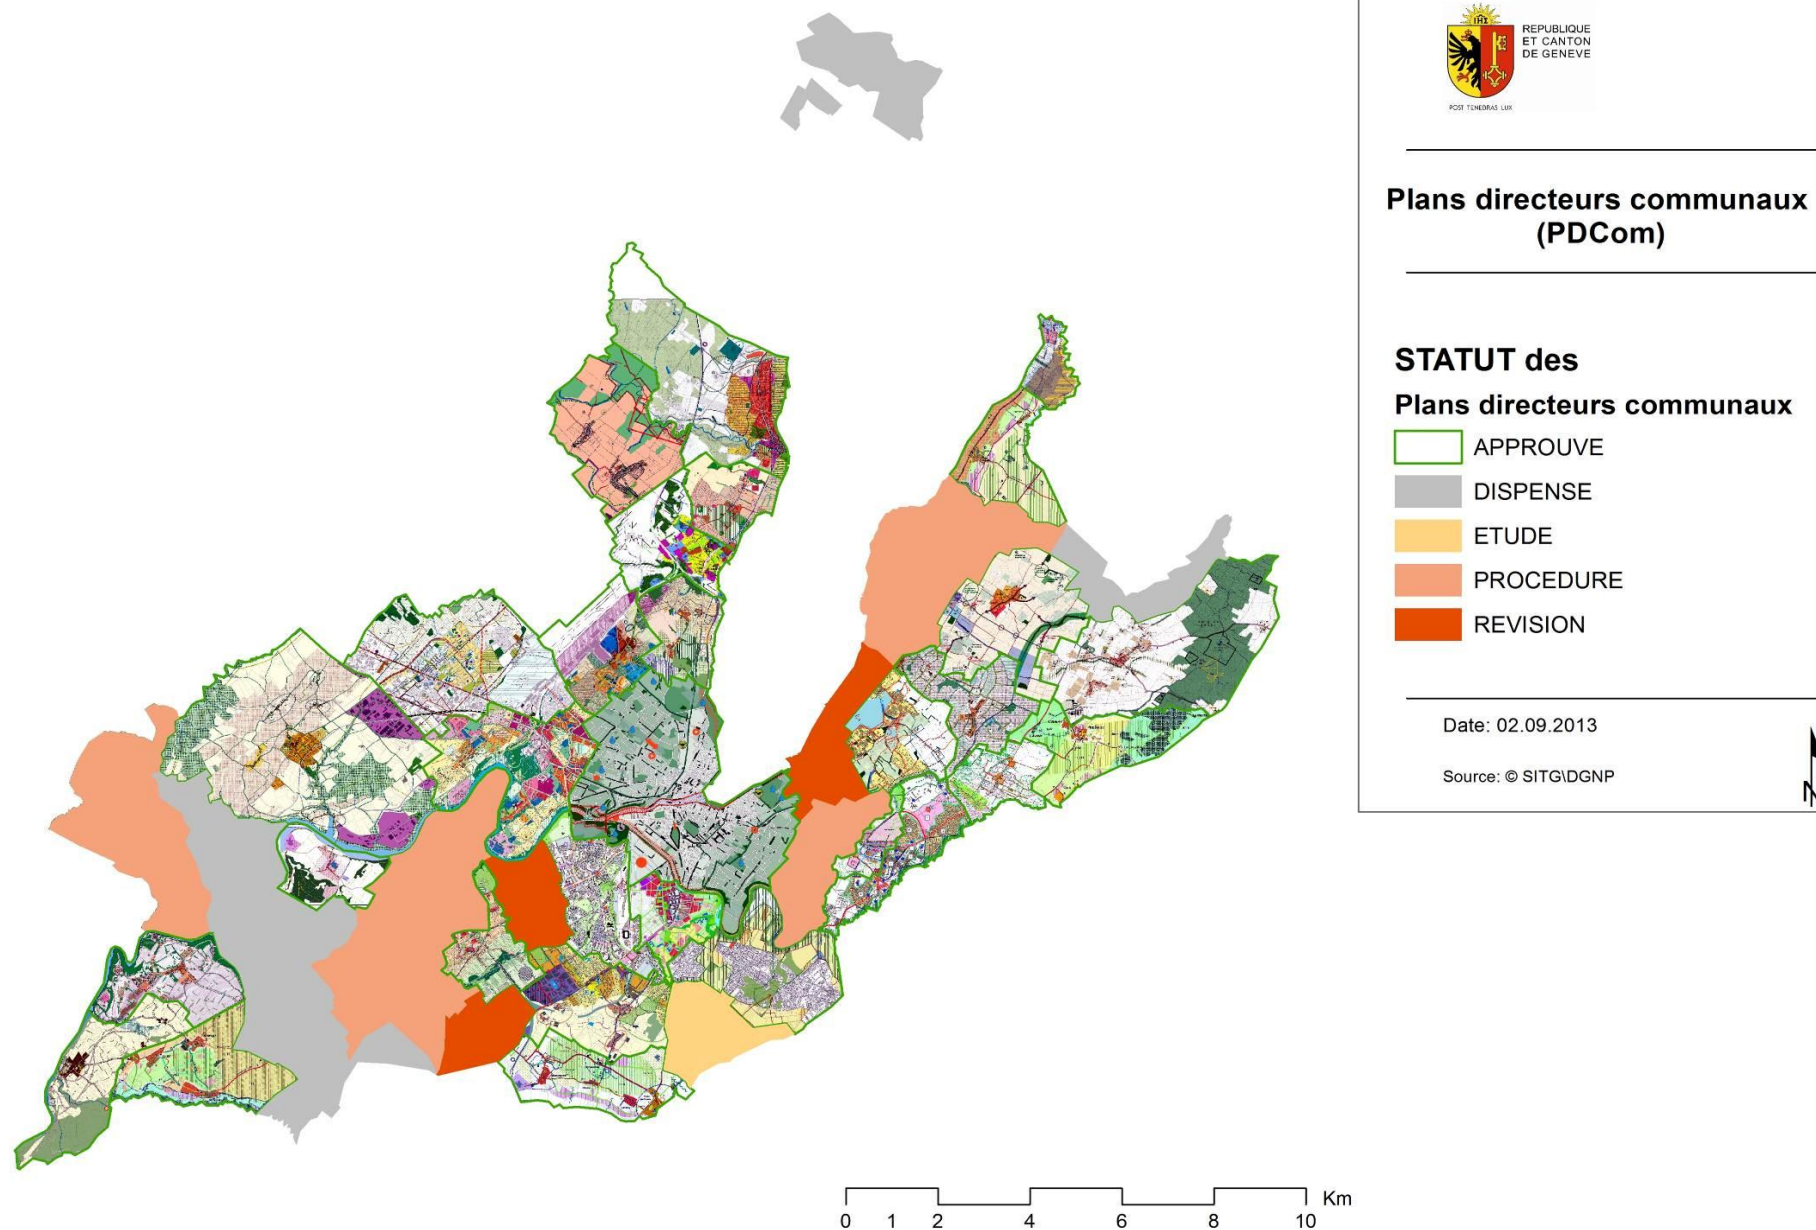 REPUBLIQUE
ET CANTON
DE GENEVE
POST TENEBRAS LUX
Plans directeurs communaux
(PDCom)
STATUT des
Plans directeurs communaux
APPROUVE
DISPENSE
ETUDE
PROCEDURE
REVISION
Date: 02.09.2013
Source: © SITG\DGNP
Km
0 1 2 4 6 8 10